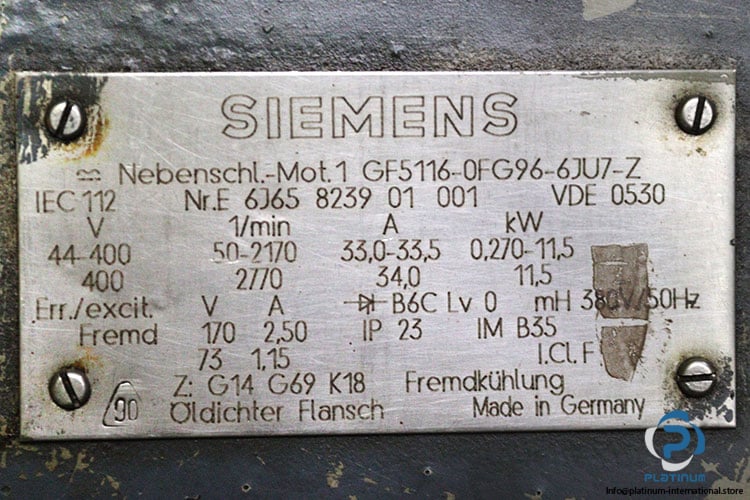 SIEMENS
≂ Nebenschl.-Mot.1 GF5116-0FG96-6JU7-Z
IEC 112 Nr.E 6J65 8239 01 001 VDE 0530
V 1/min A kW
44-400 50-2170 33,0-33,5 0,270-11,5
400 2770 34,0 11,5
Err./excit. V A B6C Lv 0 mH 380V/50Hz
Fremd 170 2,50 IP 23 IM B35
73 1,15 I.Cl.F
Z: G14 G69 K18 Fremdkühlung
90 Öldichter Flansch Made in Germany
PLATINUM
Info@platinum-international.store